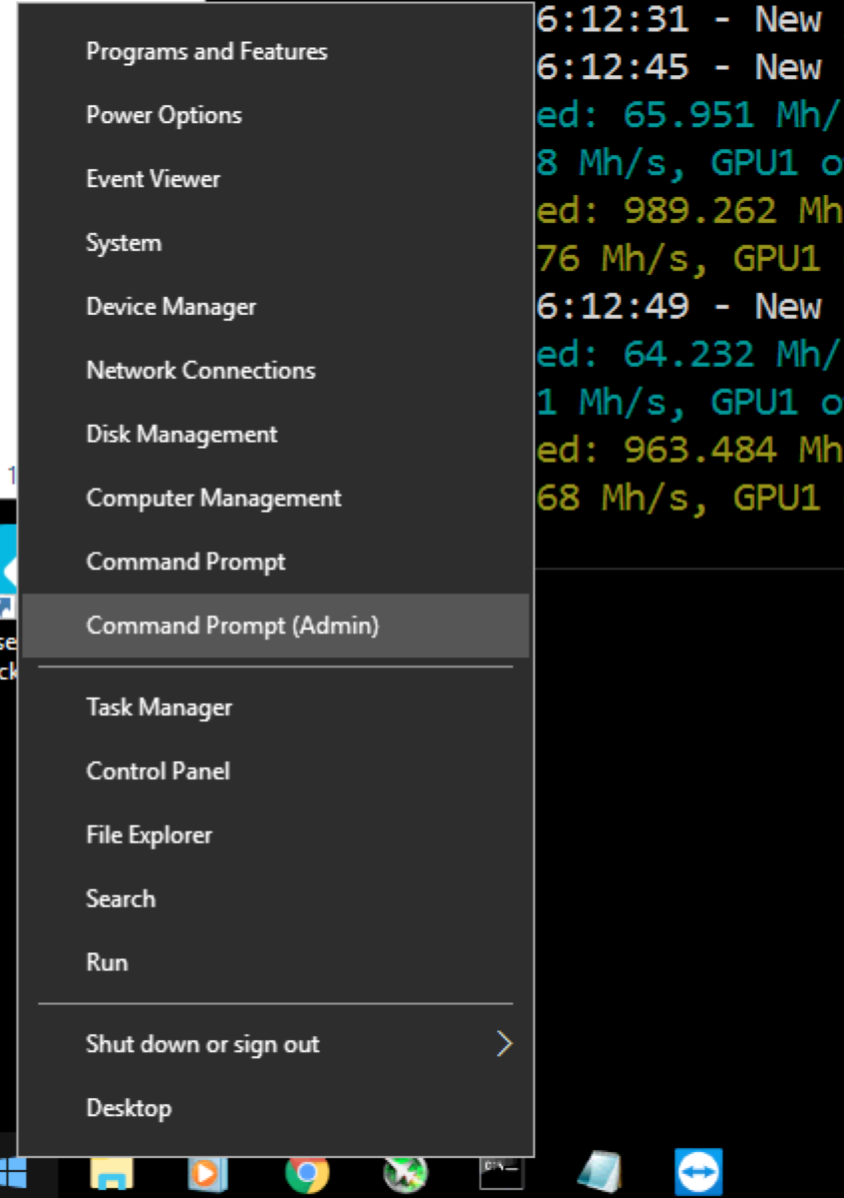 Programs and Features
Power Options
Event Viewer
System
Device Manager
Network Connections
Disk Management
Computer Management
Command Prompt
Command Prompt (Admin)
Task Manager
Control Panel
File Explorer
Search
Run
Shut down or sign out
Desktop
6:12:31 - New
6:12:45 - New
ed: 65.951 Mh/
8 Mh/s, GPU1 o
ed: 989.262 Mh
76 Mh/s, GPU1
6:12:49 - New
ed: 64.232 Mh/
1 Mh/s, GPU1 o
ed: 963.484 Mh
68 Mh/s, GPU1
1
se
ck